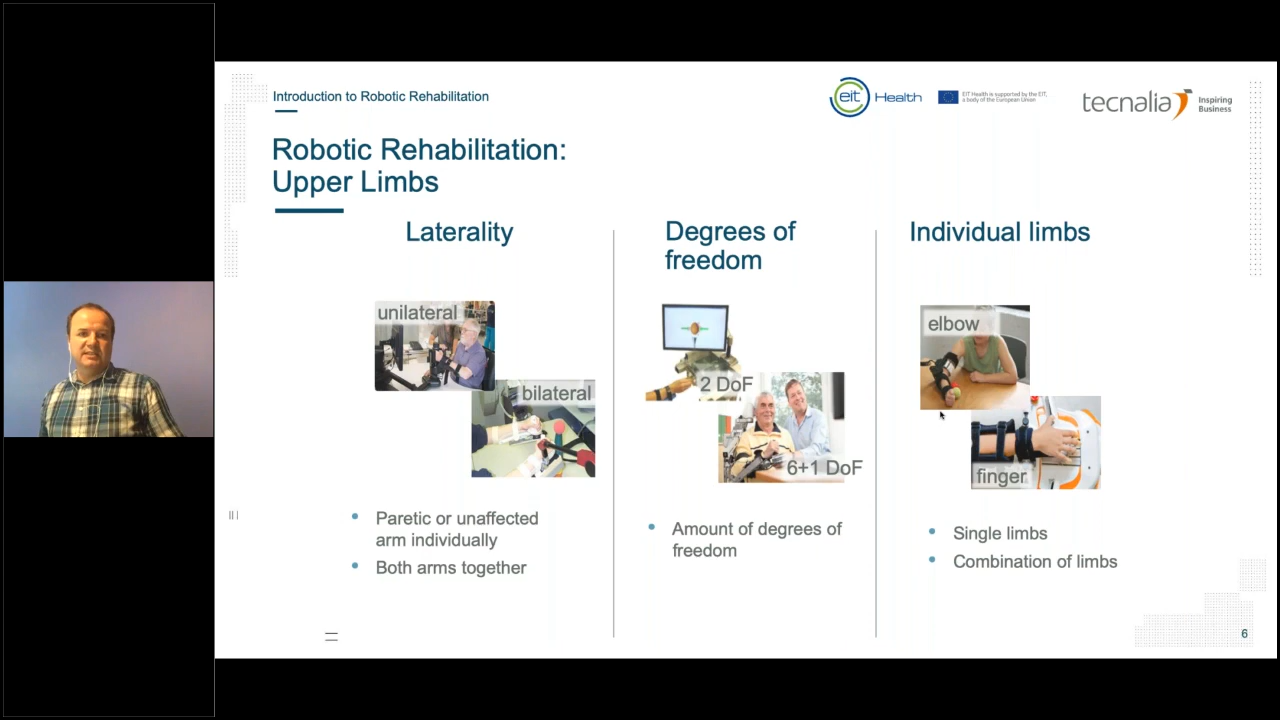 Introduction to Robotic Rehabilitation
eit Health
EIT Health is supported by the EIT,
a body of the European Union
tecnalia
Inspiring
Business
Robotic Rehabilitation:
Upper Limbs
Laterality
unilateral
bilateral
Paretic or unaffected
arm individually
Both arms together
Degrees of
freedom
2 DoF
6+1 DoF
Amount of degrees of
freedom
Individual limbs
elbow
finger
Single limbs
Combination of limbs
6